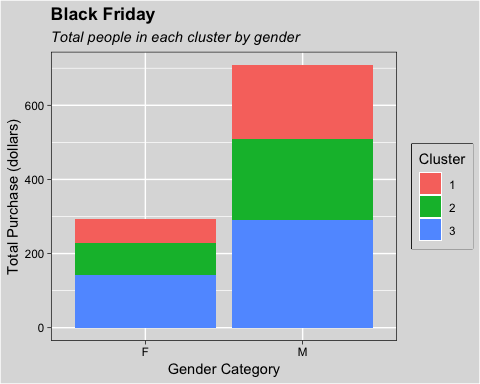 Black Friday
Total people in each cluster by gender
Total Purchase (dollars)
600
400
200
0
F
M
Gender Category
Cluster
1
2
3